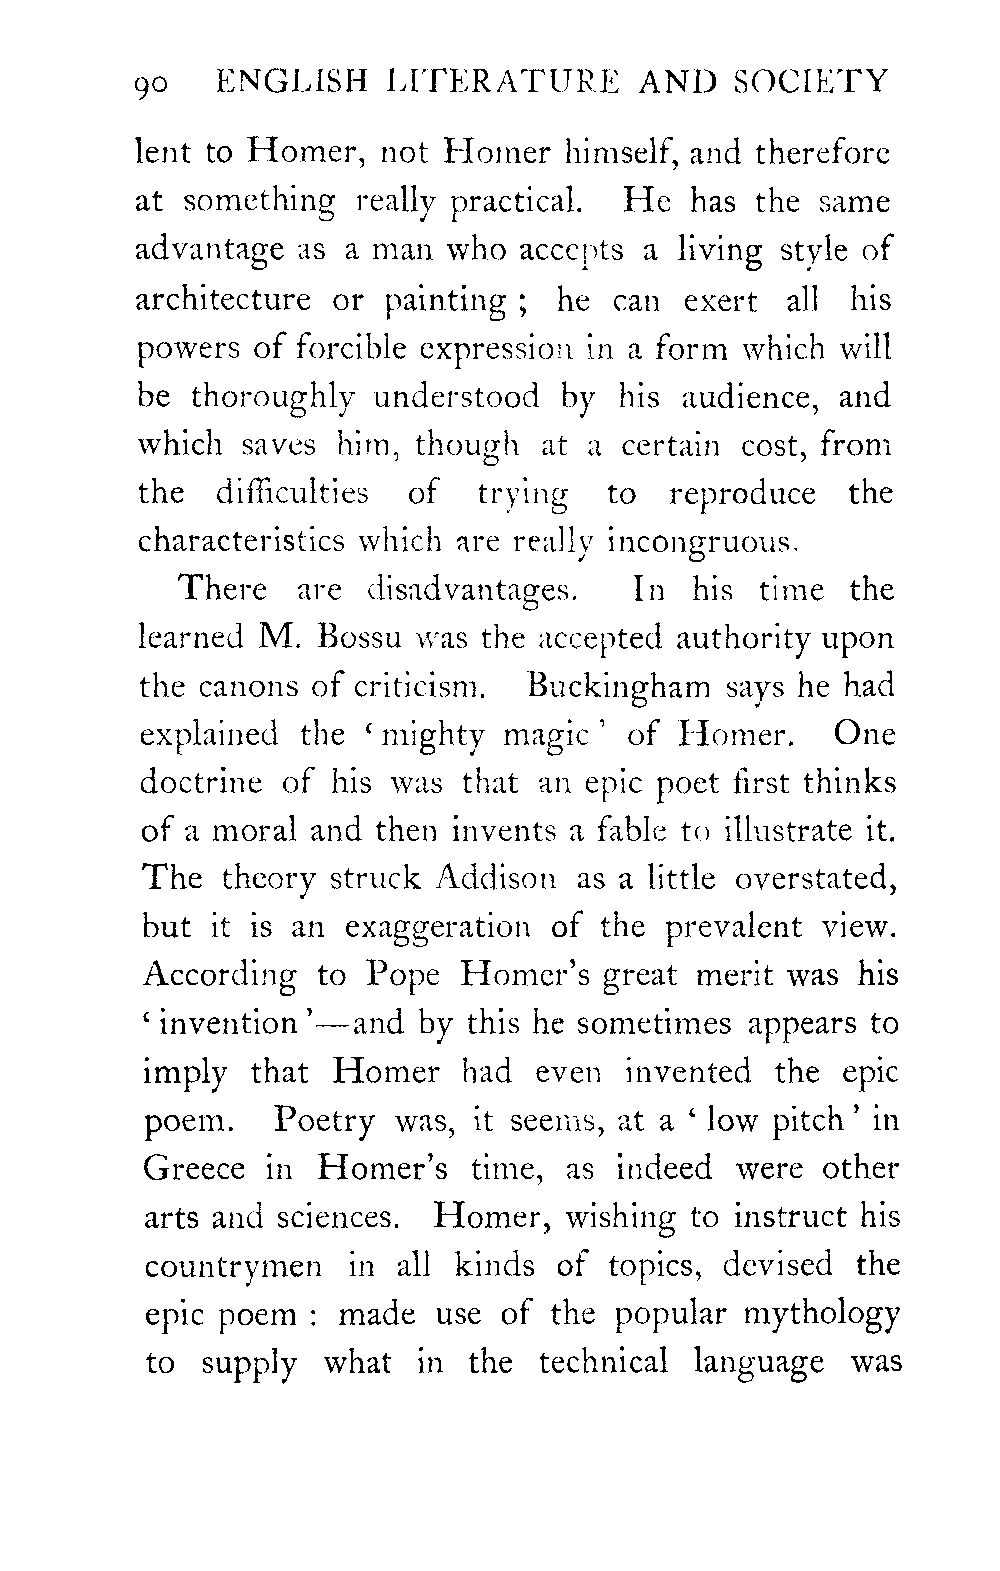 90 ENGLISH LITERATURE AND SOCIETY
lent to Homer, not Homer himself, and therefore
at something really practical. He has the same
advantage as a man who accepts a living style of
architecture or painting ; he can exert all his
powers of forcible expression in a form which will
be thoroughly understood by his audience, and
which saves him, though at a certain cost, from
the difficulties of trying to reproduce the
characteristics which are really incongruous.
There are disadvantages. In his time the
learned M. Bossu was the accepted authority upon
the canons of criticism. Buckingham says he had
explained the ‘ mighty magic ’ of Homer. One
doctrine of his was that an epic poet first thinks
of a moral and then invents a fable to illustrate it.
The theory struck Addison as a little overstated,
but it is an exaggeration of the prevalent view.
According to Pope Homer’s great merit was his
‘ invention ’—and by this he sometimes appears to
imply that Homer had even invented the epic
poem. Poetry was, it seems, at a ‘ low pitch ’ in
Greece in Homer’s time, as indeed were other
arts and sciences. Homer, wishing to instruct his
countrymen in all kinds of topics, devised the
epic poem : made use of the popular mythology
to supply what in the technical language was